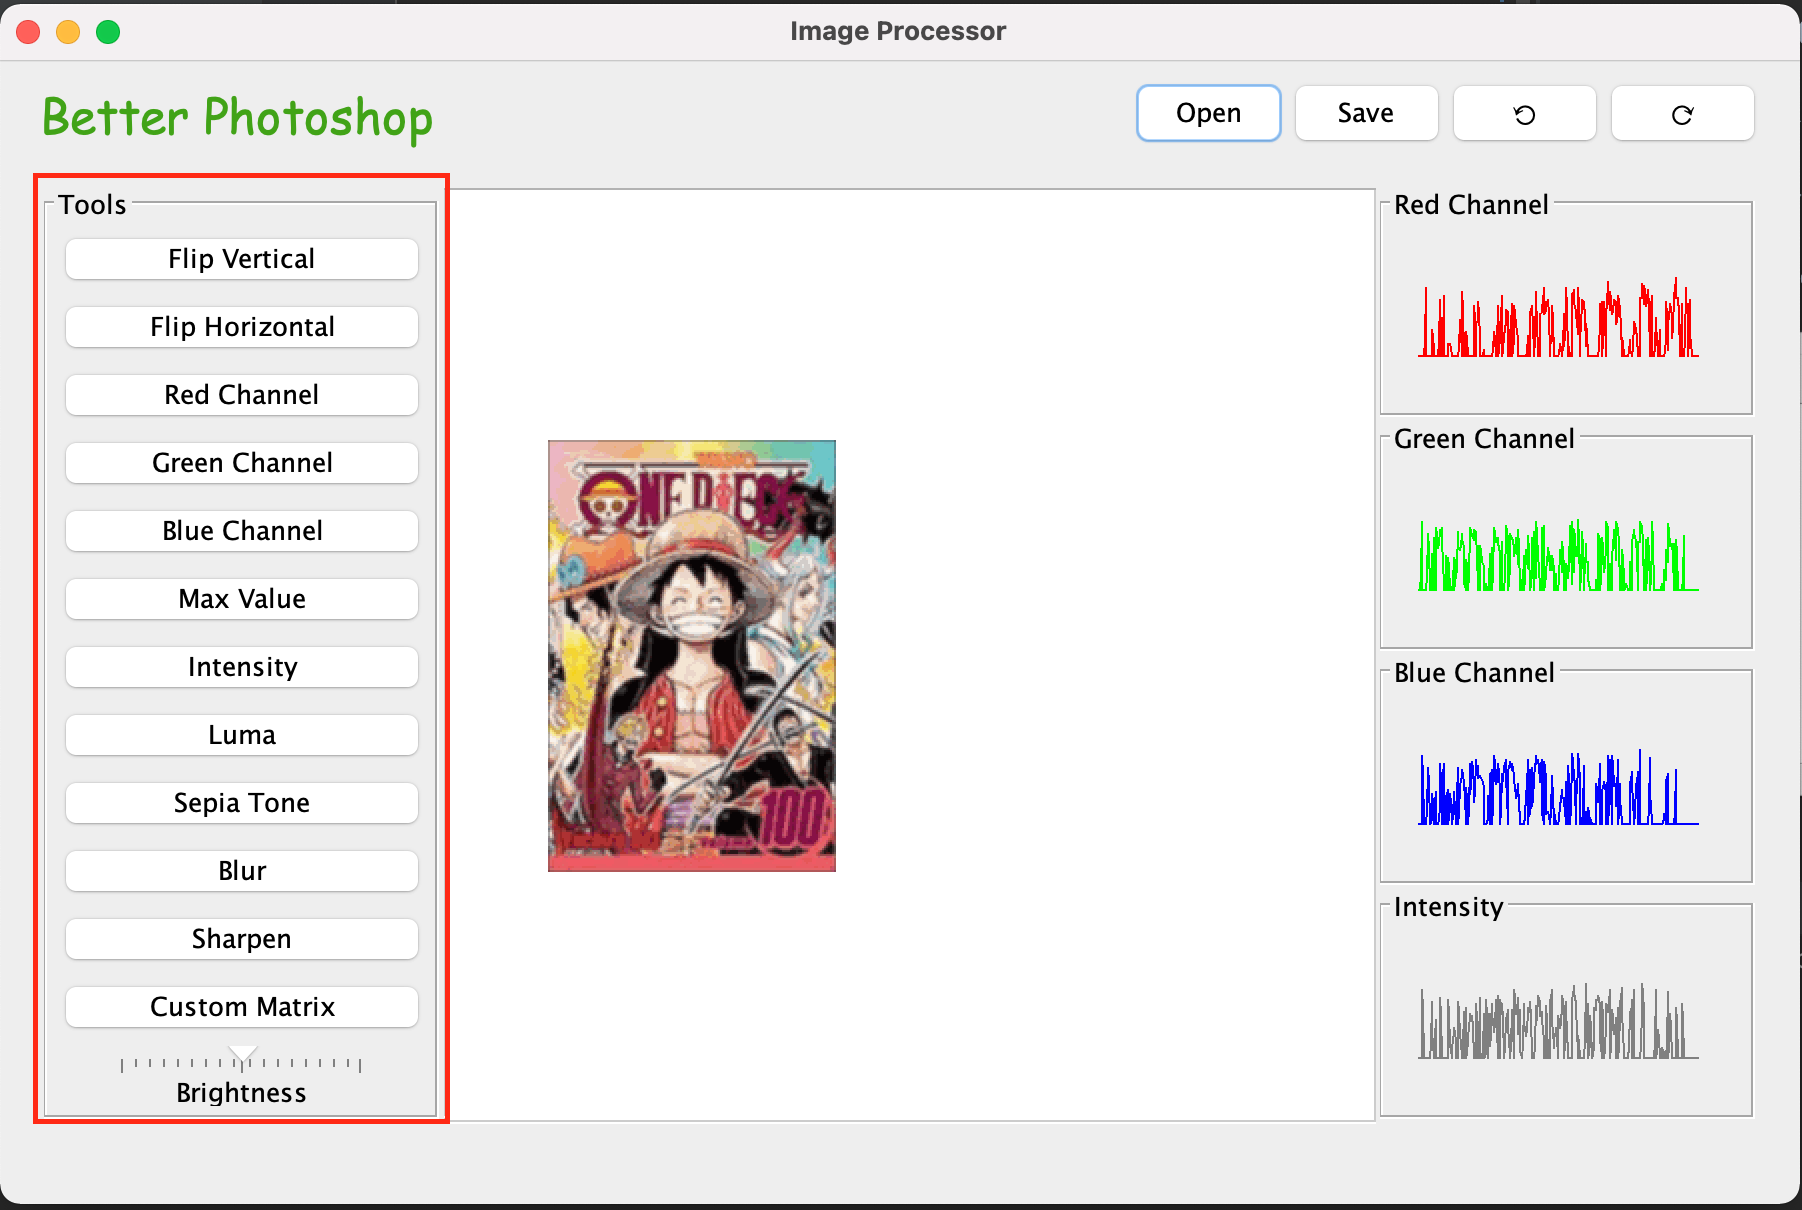 Image Processor
Better Photoshop
Open
Save
Tools
Flip Vertical
Flip Horizontal
Red Channel
Green Channel
Blue Channel
Max Value
Intensity
Luma
Sepia Tone
Blur
Sharpen
Custom Matrix
Brightness
ONE PIECE
100
Red Channel
Green Channel
Blue Channel
Intensity